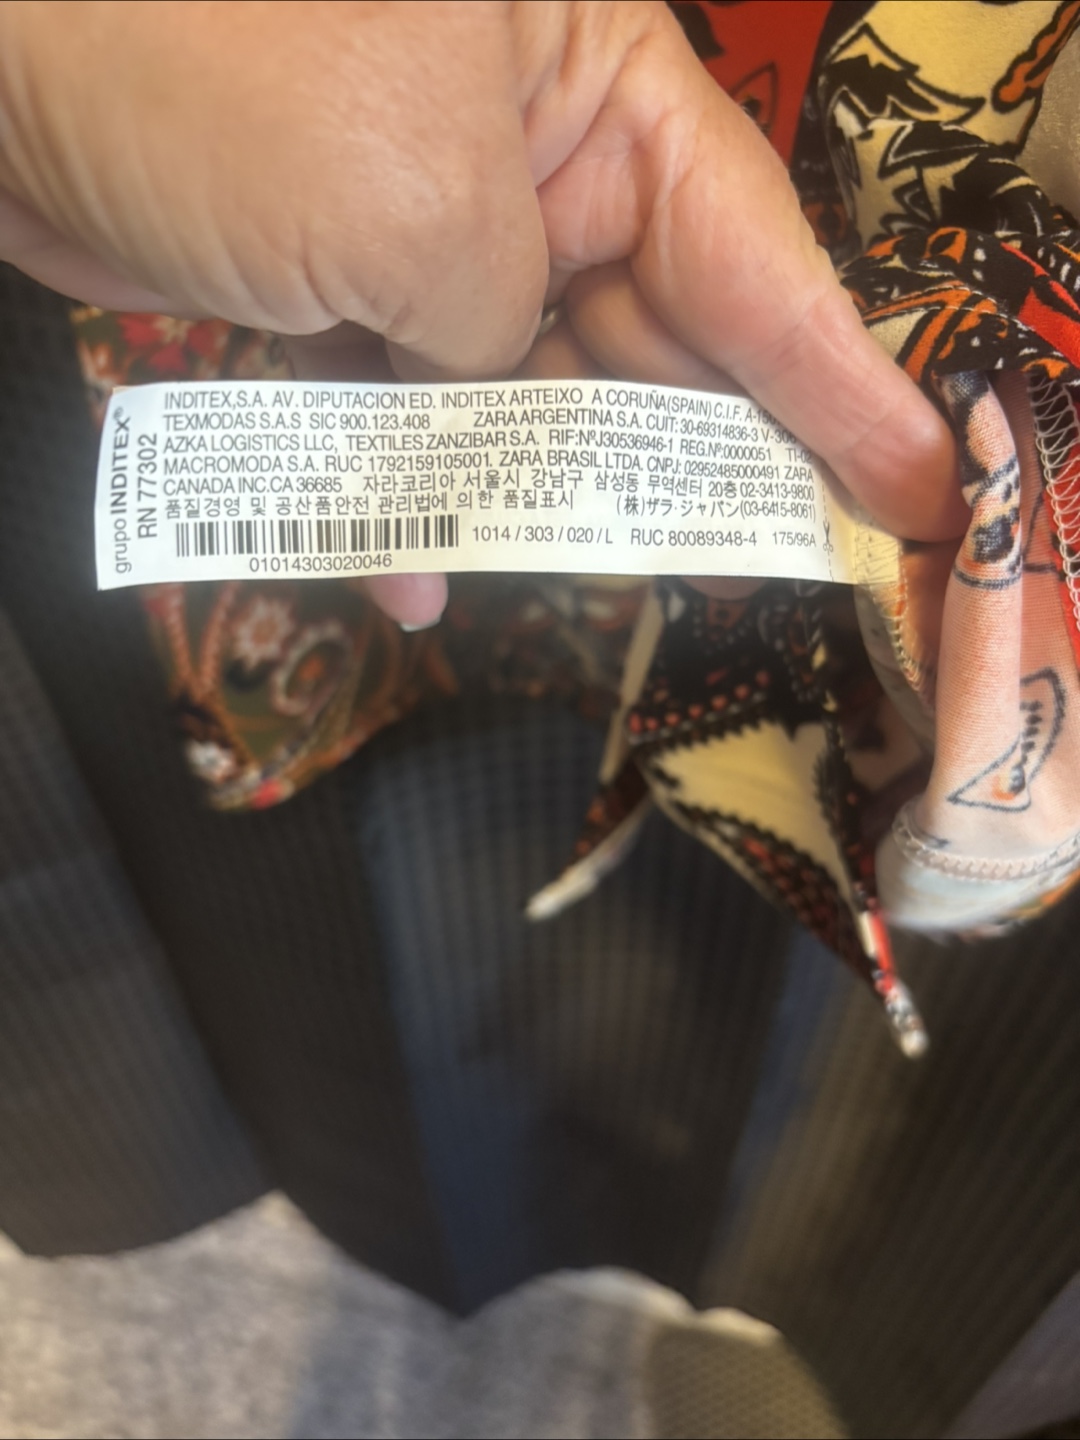 grupo INDITEX®
RN 77302
INDITEX,S.A. AV. DIPUTACION ED. INDITEX ARTEIXO A CORUÑA(SPAIN) C.I.F.
TEXMODAS S.A.S SIC 900.123.408 ZARA ARGENTINA S.A. CUIT: 30-69314836-3
AZKA LOGISTICS LLC, TEXTILES ZANZIBAR S.A. RIF:NºJ30536946-1 REG.Nº:0000051
MACROMODA S.A. RUC 1792159105001. ZARA BRASIL LTDA. CNPJ: 02952485000491 ZARA
CANADA INC.CA 36685 자라코리아 서울시 강남구 삼성동 무역센터 20층 02-3413-9800
품질경영 및 공산품안전 관리법에 의한 품질표시 (株)ザラ・ジャパン(03-6415-8061)
1014 / 303 / 020 / L RUC 80089348-4 175/96A
01014303020046